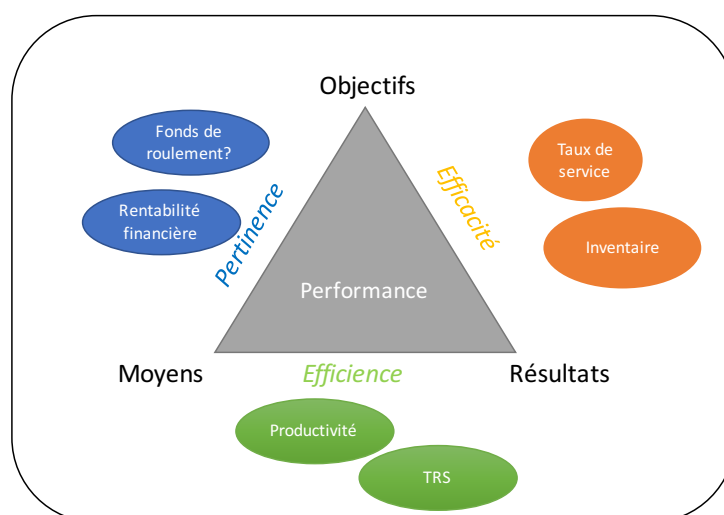 Objectifs
Fonds de
roulement?
Taux de
service
Rentabilité
financière
Pertinence
Efficacité
Inventaire
Performance
Moyens
Efficience
Résultats
Productivité
TRS